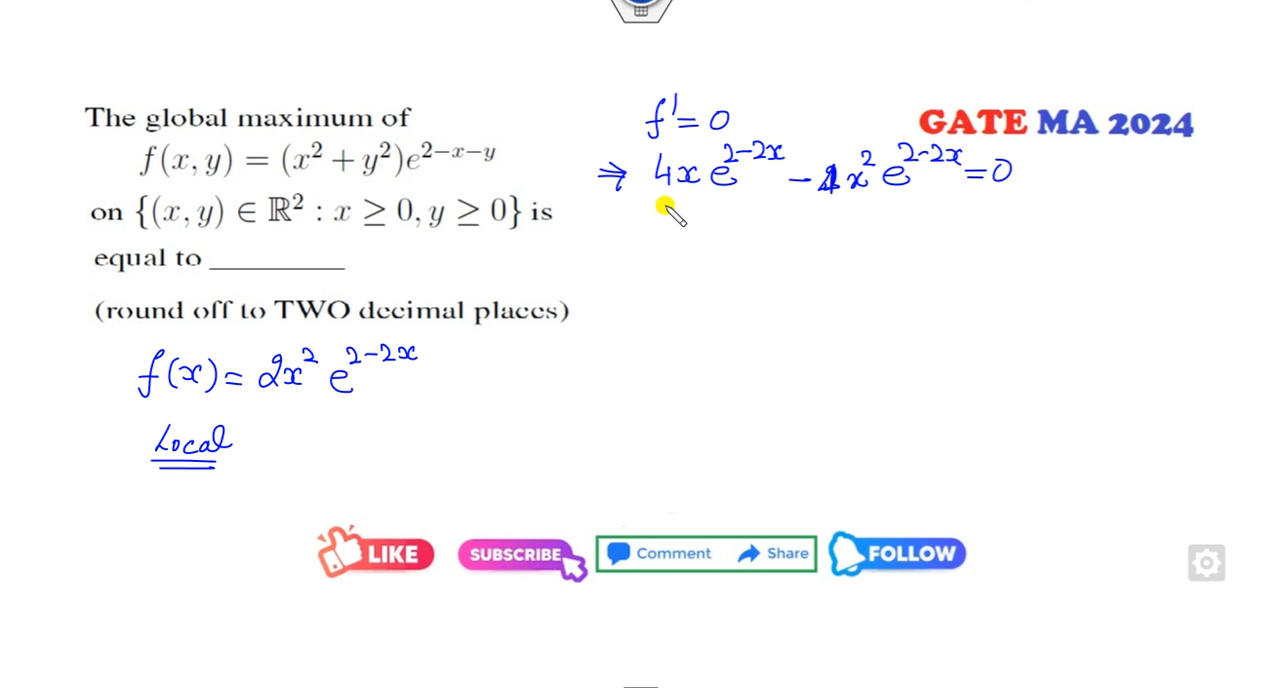 The global maximum of
f(x, y) = (x² + y²)e^{2−x−y}
on {(x, y) ∈ ℝ² : x ≥ 0, y ≥ 0} is
equal to __________
(round off to TWO decimal places)
f(x) = 2x² e^{2-2x}
Local
f' = 0
⇒ 4x e^{2-2x} - 4x² e^{2-2x} = 0
GATE MA 2024
LIKE
SUBSCRIBE
Comment
Share
FOLLOW